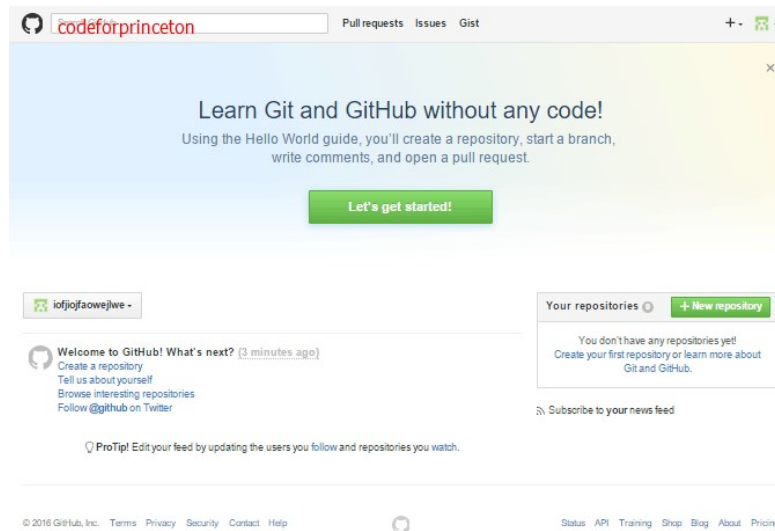 codeforprinceton
Pull requests Issues Gist
Learn Git and GitHub without any code!
Using the Hello World guide, you'll create a repository, start a branch,
write comments, and open a pull request.
Let's get started!
iofjiojfaowejlwe
Your repositories 0
+ New repository
You don't have any repositories yet!
Create your first repository or learn more about
Git and GitHub.
Welcome to GitHub! What's next? (3 minutes ago)
Create a repository
Tell us about yourself
Browse interesting repositories
Follow @github on Twitter
Subscribe to your news feed
ProTip! Edit your feed by updating the users you follow and repositories you watch.
© 2016 GitHub, Inc. Terms Privacy Security Contact Help
Status API Training Shop Blog About Pricin